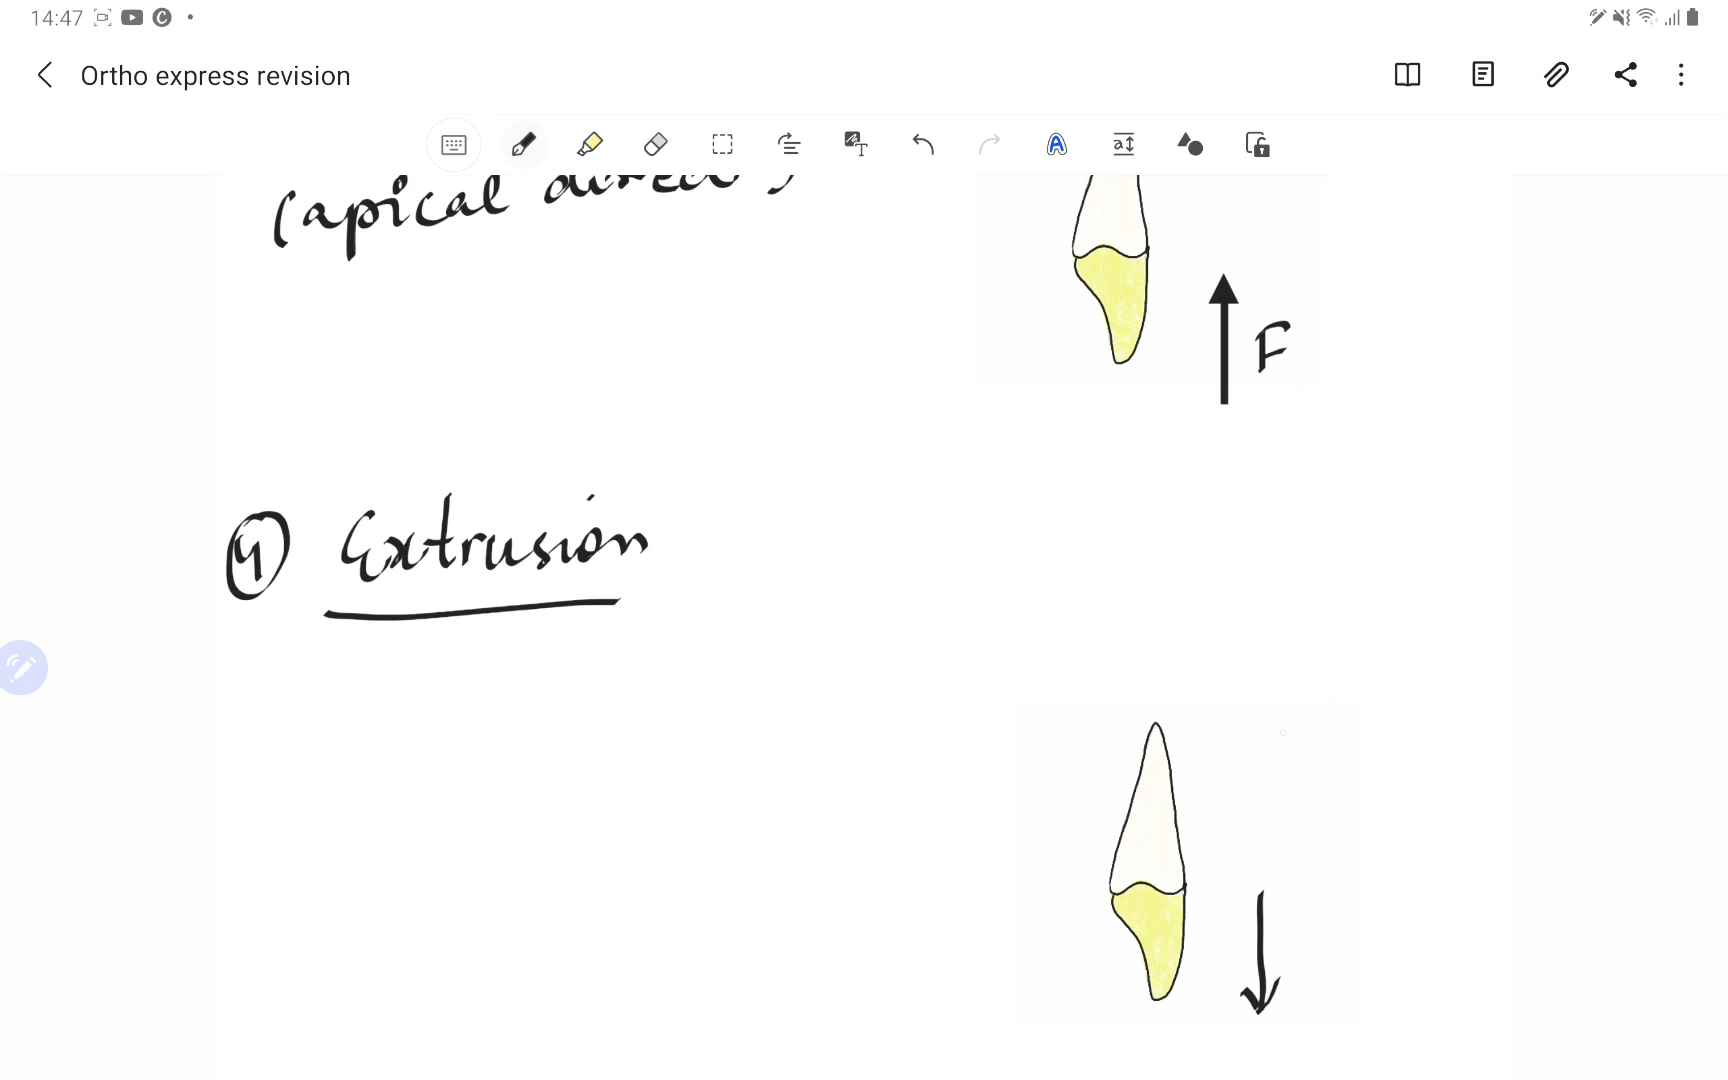 14:47
Ortho express revision
(apical
F
④ Extrusion